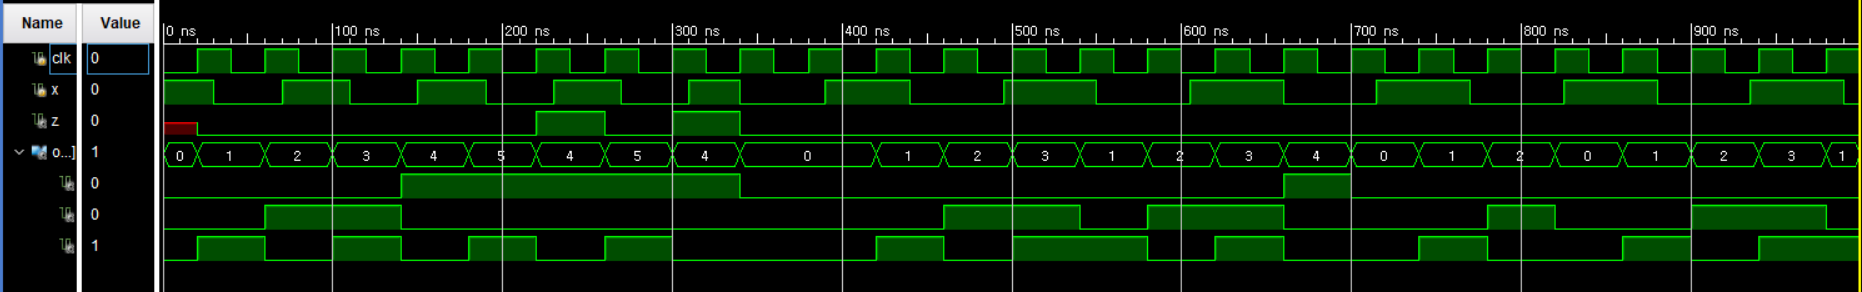 Name Value
0 ns 100 ns 200 ns 300 ns 400 ns 500 ns 600 ns 700 ns 800 ns 900 ns
clk 0
x 0
z 0
o...] 1 0 1 2 3 4 5 4 5 4 0 1 2 3 1 2 3 4 0 1 2 0 1 2 3 1
0
0
1